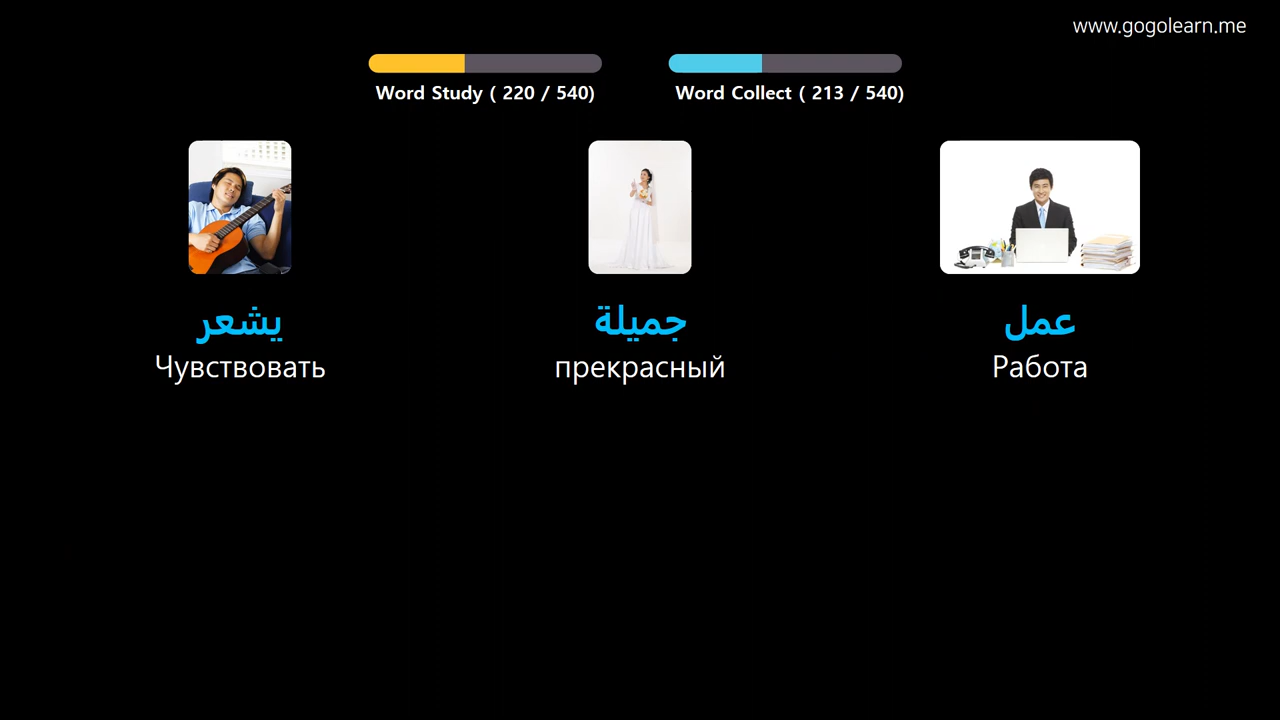 www.gogolearn.me
Word Study ( 220 / 540)
Word Collect ( 213 / 540)
يشعر
Чувствовать
جميلة
прекрасный
عمل
Работа